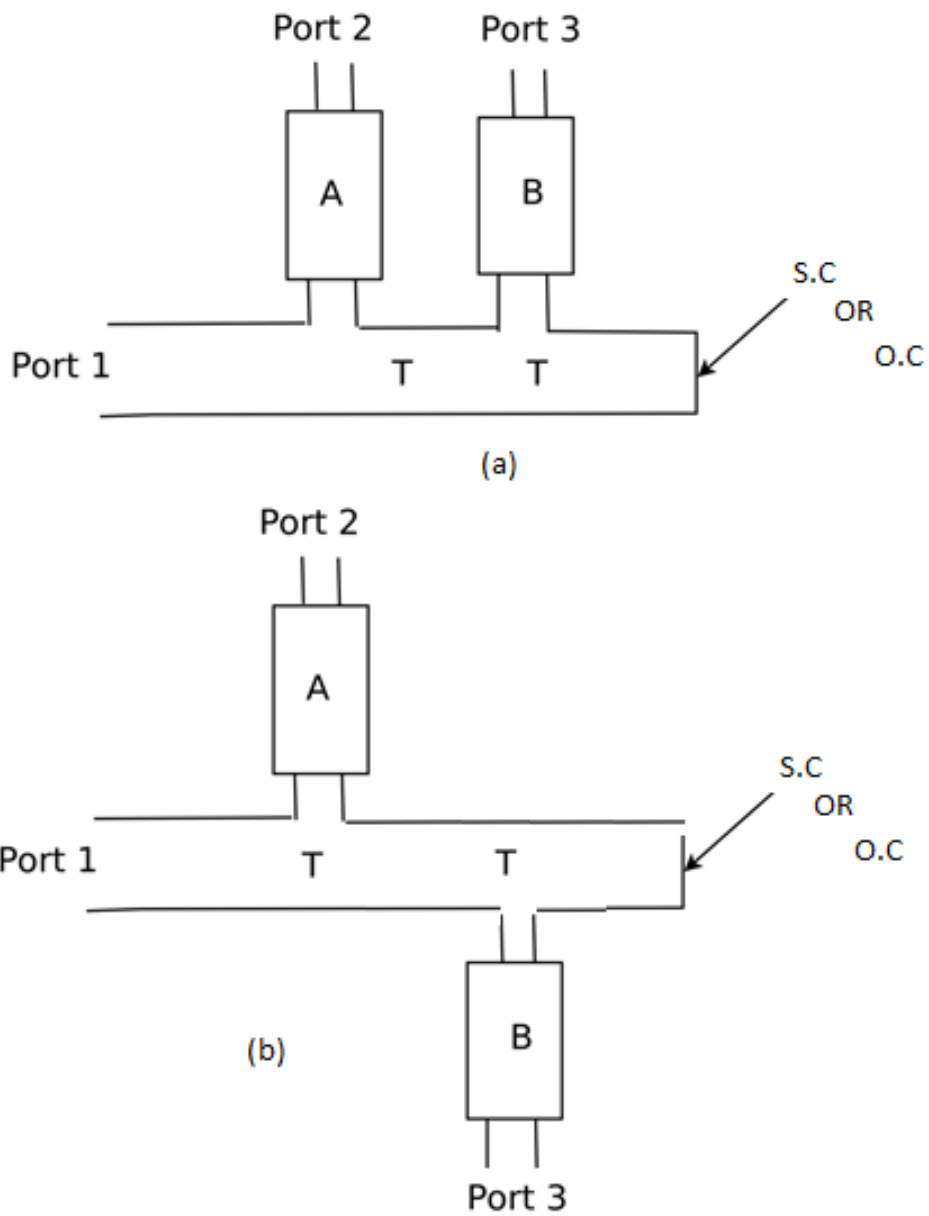 Port 2 Port 3
A B
S.C
OR
O.C
Port 1 T T
(a)
Port 2
A
S.C
OR
O.C
Port 1 T T
B
(b)
Port 3